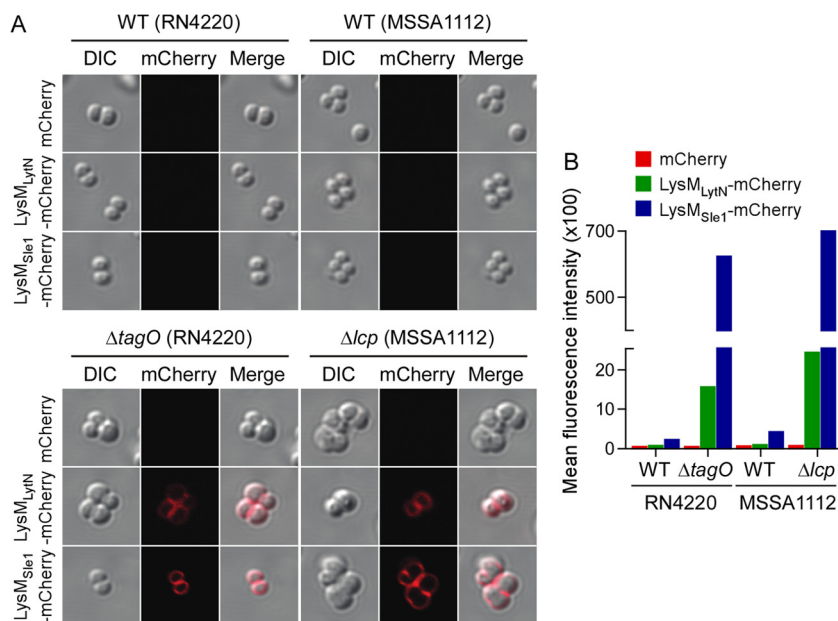 A
WT (RN4220) WT (MSSA1112)
DIC mCherry Merge DIC mCherry Merge
mCherry
LysMLytN
-mCherry
LysMSle1
-mCherry
ΔtagO (RN4220) Δlcp (MSSA1112)
DIC mCherry Merge DIC mCherry Merge
mCherry
LysMLytN
-mCherry
LysMSle1
-mCherry
B
mCherry
LysMLytN-mCherry
LysMSle1-mCherry
Mean fluorescence intensity (x100)
700
500
20
10
0
WT ΔtagO WT Δlcp
RN4220 MSSA1112